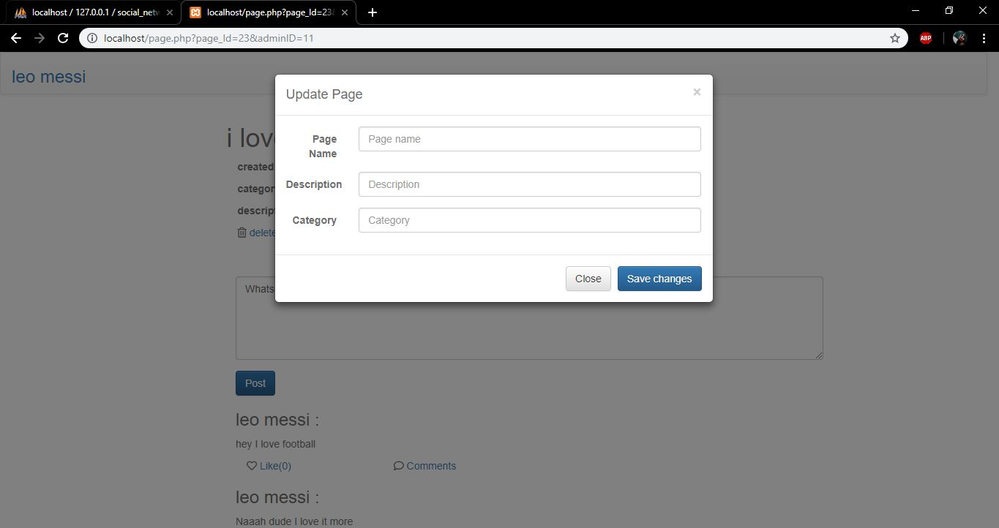 localhost / 127.0.0.1 / social_netw
localhost/page.php?page_Id=23&
localhost/page.php?page_Id=23&adminID=11
ABP
leo messi
Update Page
×
i lov
Page Name
Page name
created
Description
Description
categor
descrip
Category
Category
delete
Close
Save changes
Whats
Post
leo messi :
hey I love football
Like(0)
Comments
leo messi :
Naaah dude I love it more